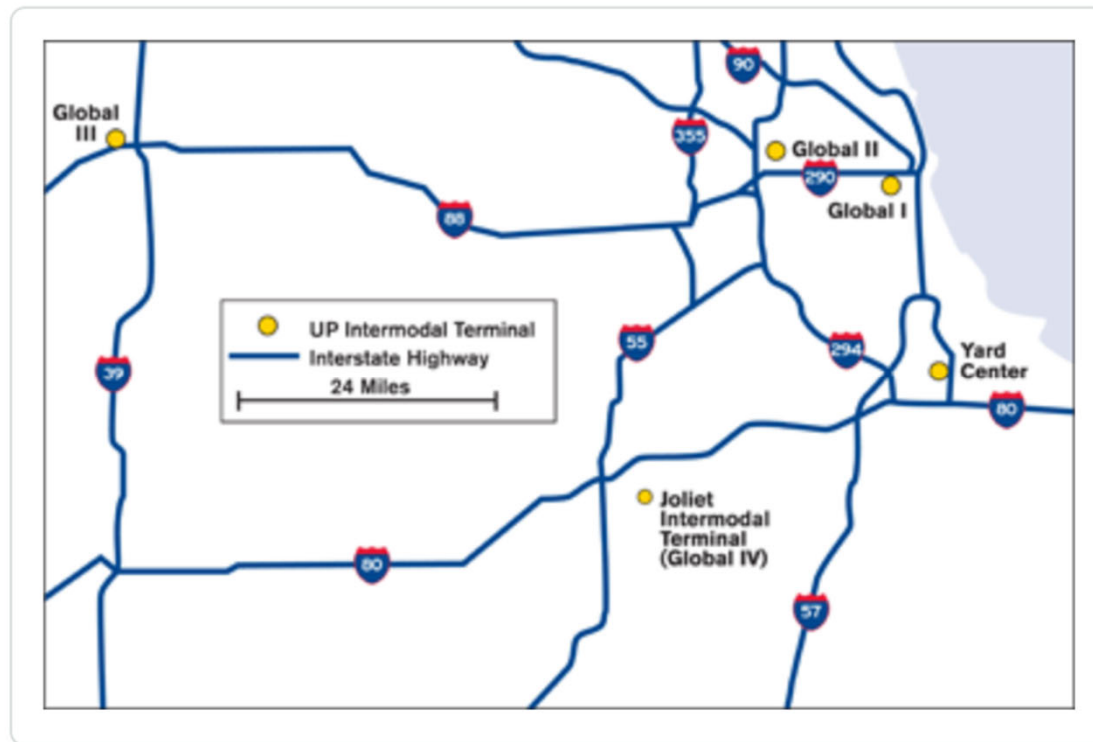 90
Global
III
355
Global II
290
Global I
88
UP Intermodal Terminal
Interstate Highway
24 Miles
55
294
Yard
Center
39
80
Joliet
Intermodal
Terminal
(Global IV)
80
57